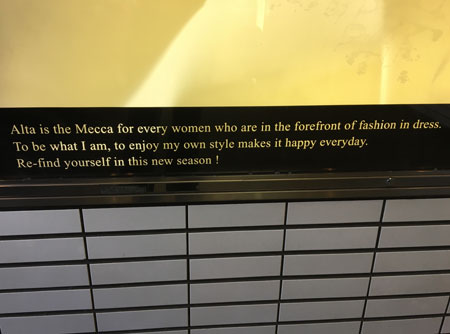 Alta is the Mecca for every women who are in the forefront of fashion in dress.
To be what I am, to enjoy my own style makes it happy everyday.
Re-find yourself in this new season !